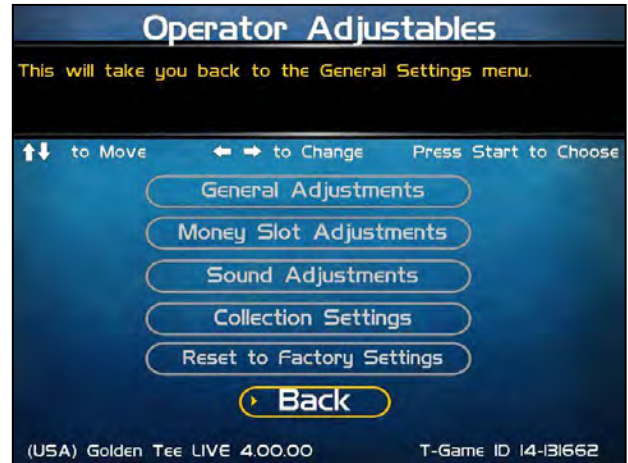 Operator Adjustables
This will take you back to the General Settings menu.
to Move to Change Press Start to Choose
General Adjustments
Money Slot Adjustments
Sound Adjustments
Collection Settings
Reset to Factory Settings
Back
(USA) Golden Tee LIVE 4.00.00 T-Game ID 14-131662